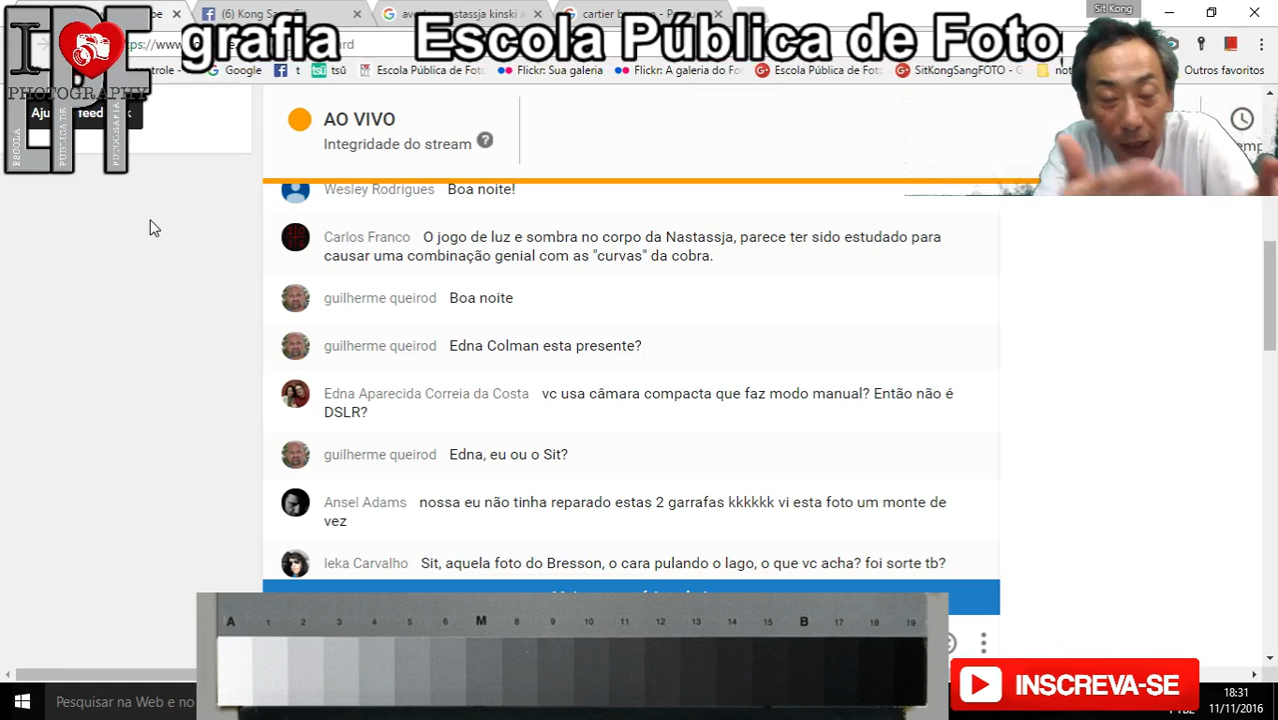 (6) Kong San
Sit Kong
grafia Escola Pública de Foto
I
PHOTOGRAPHY
ESCOLA
PÚBLICA DE
FOTOGRAFIA
Google
f t
tsū
Escola Pública de Fot
Flickr: Sua galeria
Flickr: A galeria do Fo
Escola Pública de Fot
SitKongSangFOTO - G
Outros favoritos
AO VIVO
Integridade do stream ?
Wesley Rodrigues Boa noite!
Carlos Franco O jogo de luz e sombra no corpo da Nastassja, parece ter sido estudado para
causar uma combinação genial com as "curvas" da cobra.
guilherme queirod Boa noite
guilherme queirod Edna Colman esta presente?
Edna Aparecida Correia da Costa vc usa câmara compacta que faz modo manual? Então não é
DSLR?
guilherme queirod Edna, eu ou o Sit?
Ansel Adams nossa eu não tinha reparado estas 2 garrafas kkkkkk vi esta foto um monte de
vez
Ieka Carvalho Sit, aquela foto do Bresson, o cara pulando o lago, o que vc acha? foi sorte tb?
A 1 2 3 4 5 6 M 8 9 10 11 12 13 14 15 B 17 18 19
INSCREVA-SE
Pesquisar na Web e no
18:31
11/11/2016